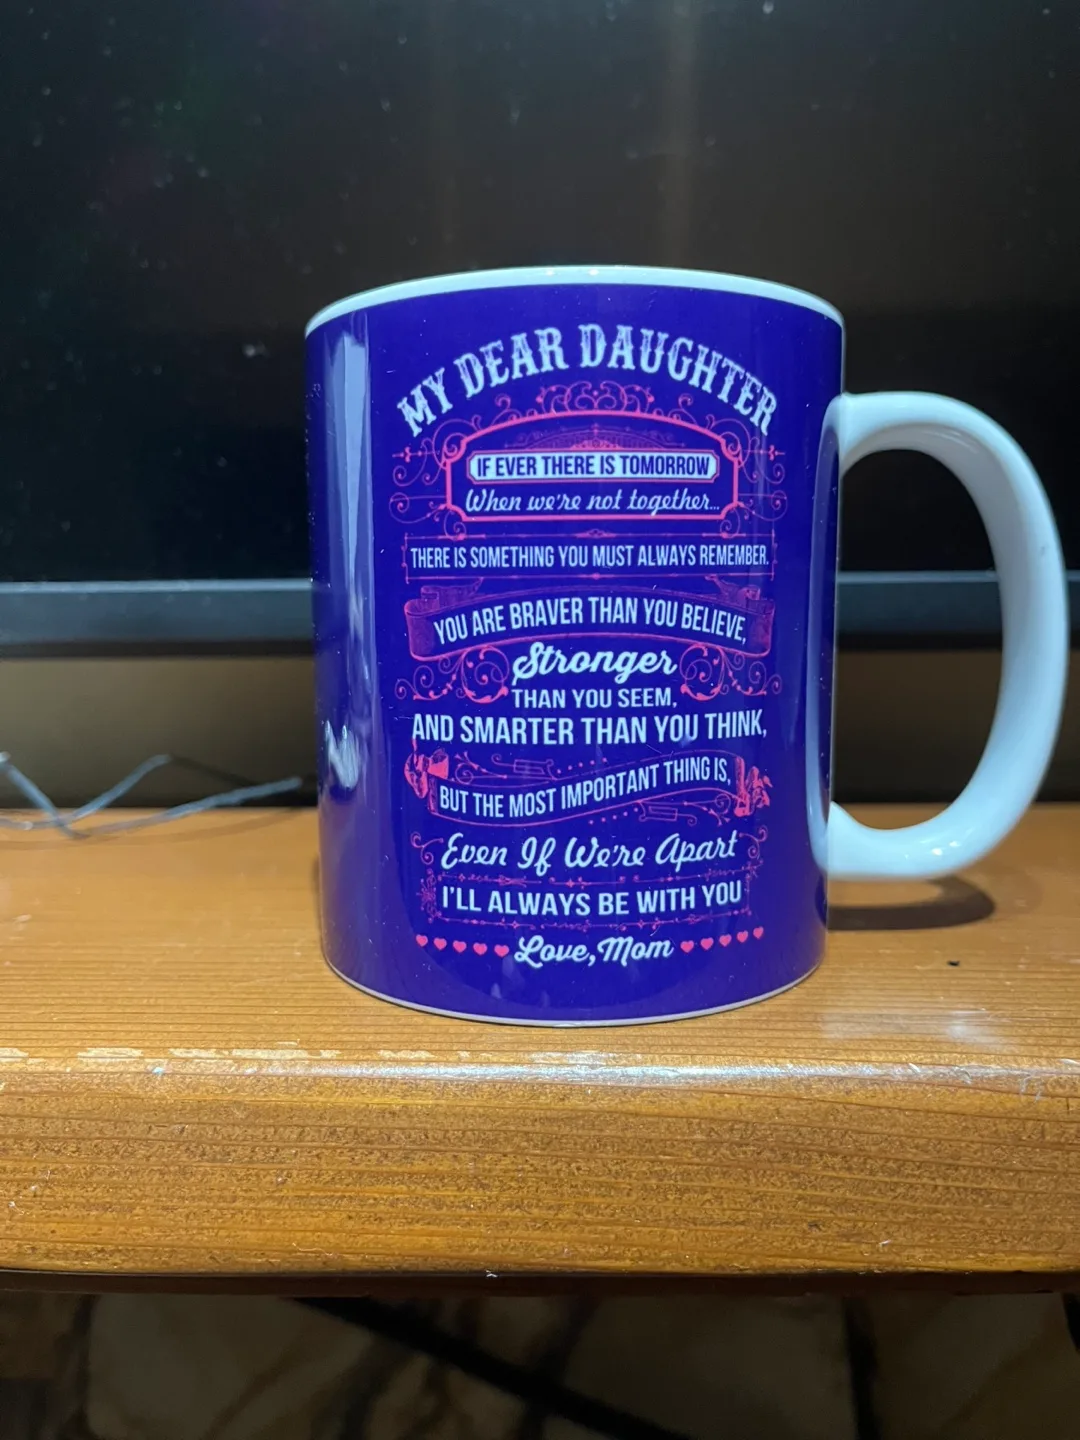 MY DEAR DAUGHTER
IF EVER THERE IS TOMORROW
When we're not together...
THERE IS SOMETHING YOU MUST ALWAYS REMEMBER.
YOU ARE BRAVER THAN YOU BELIEVE,
Stronger
THAN YOU SEEM,
AND SMARTER THAN YOU THINK,
BUT THE MOST IMPORTANT THING IS,
Even If We're Apart
I'LL ALWAYS BE WITH YOU
Love, Mom